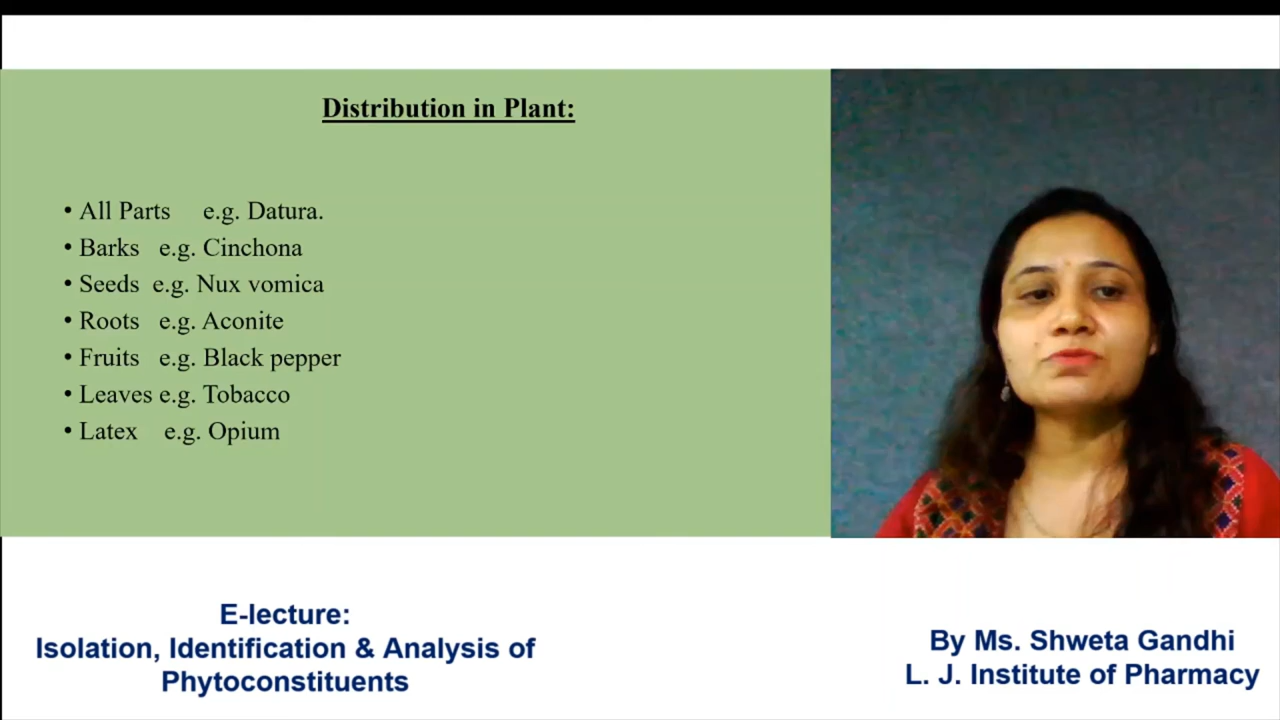 Distribution in Plant:
• All Parts e.g. Datura.
• Barks e.g. Cinchona
• Seeds e.g. Nux vomica
• Roots e.g. Aconite
• Fruits e.g. Black pepper
• Leaves e.g. Tobacco
• Latex e.g. Opium
E-lecture:
Isolation, Identification & Analysis of
Phytoconstituents
By Ms. Shweta Gandhi
L. J. Institute of Pharmacy